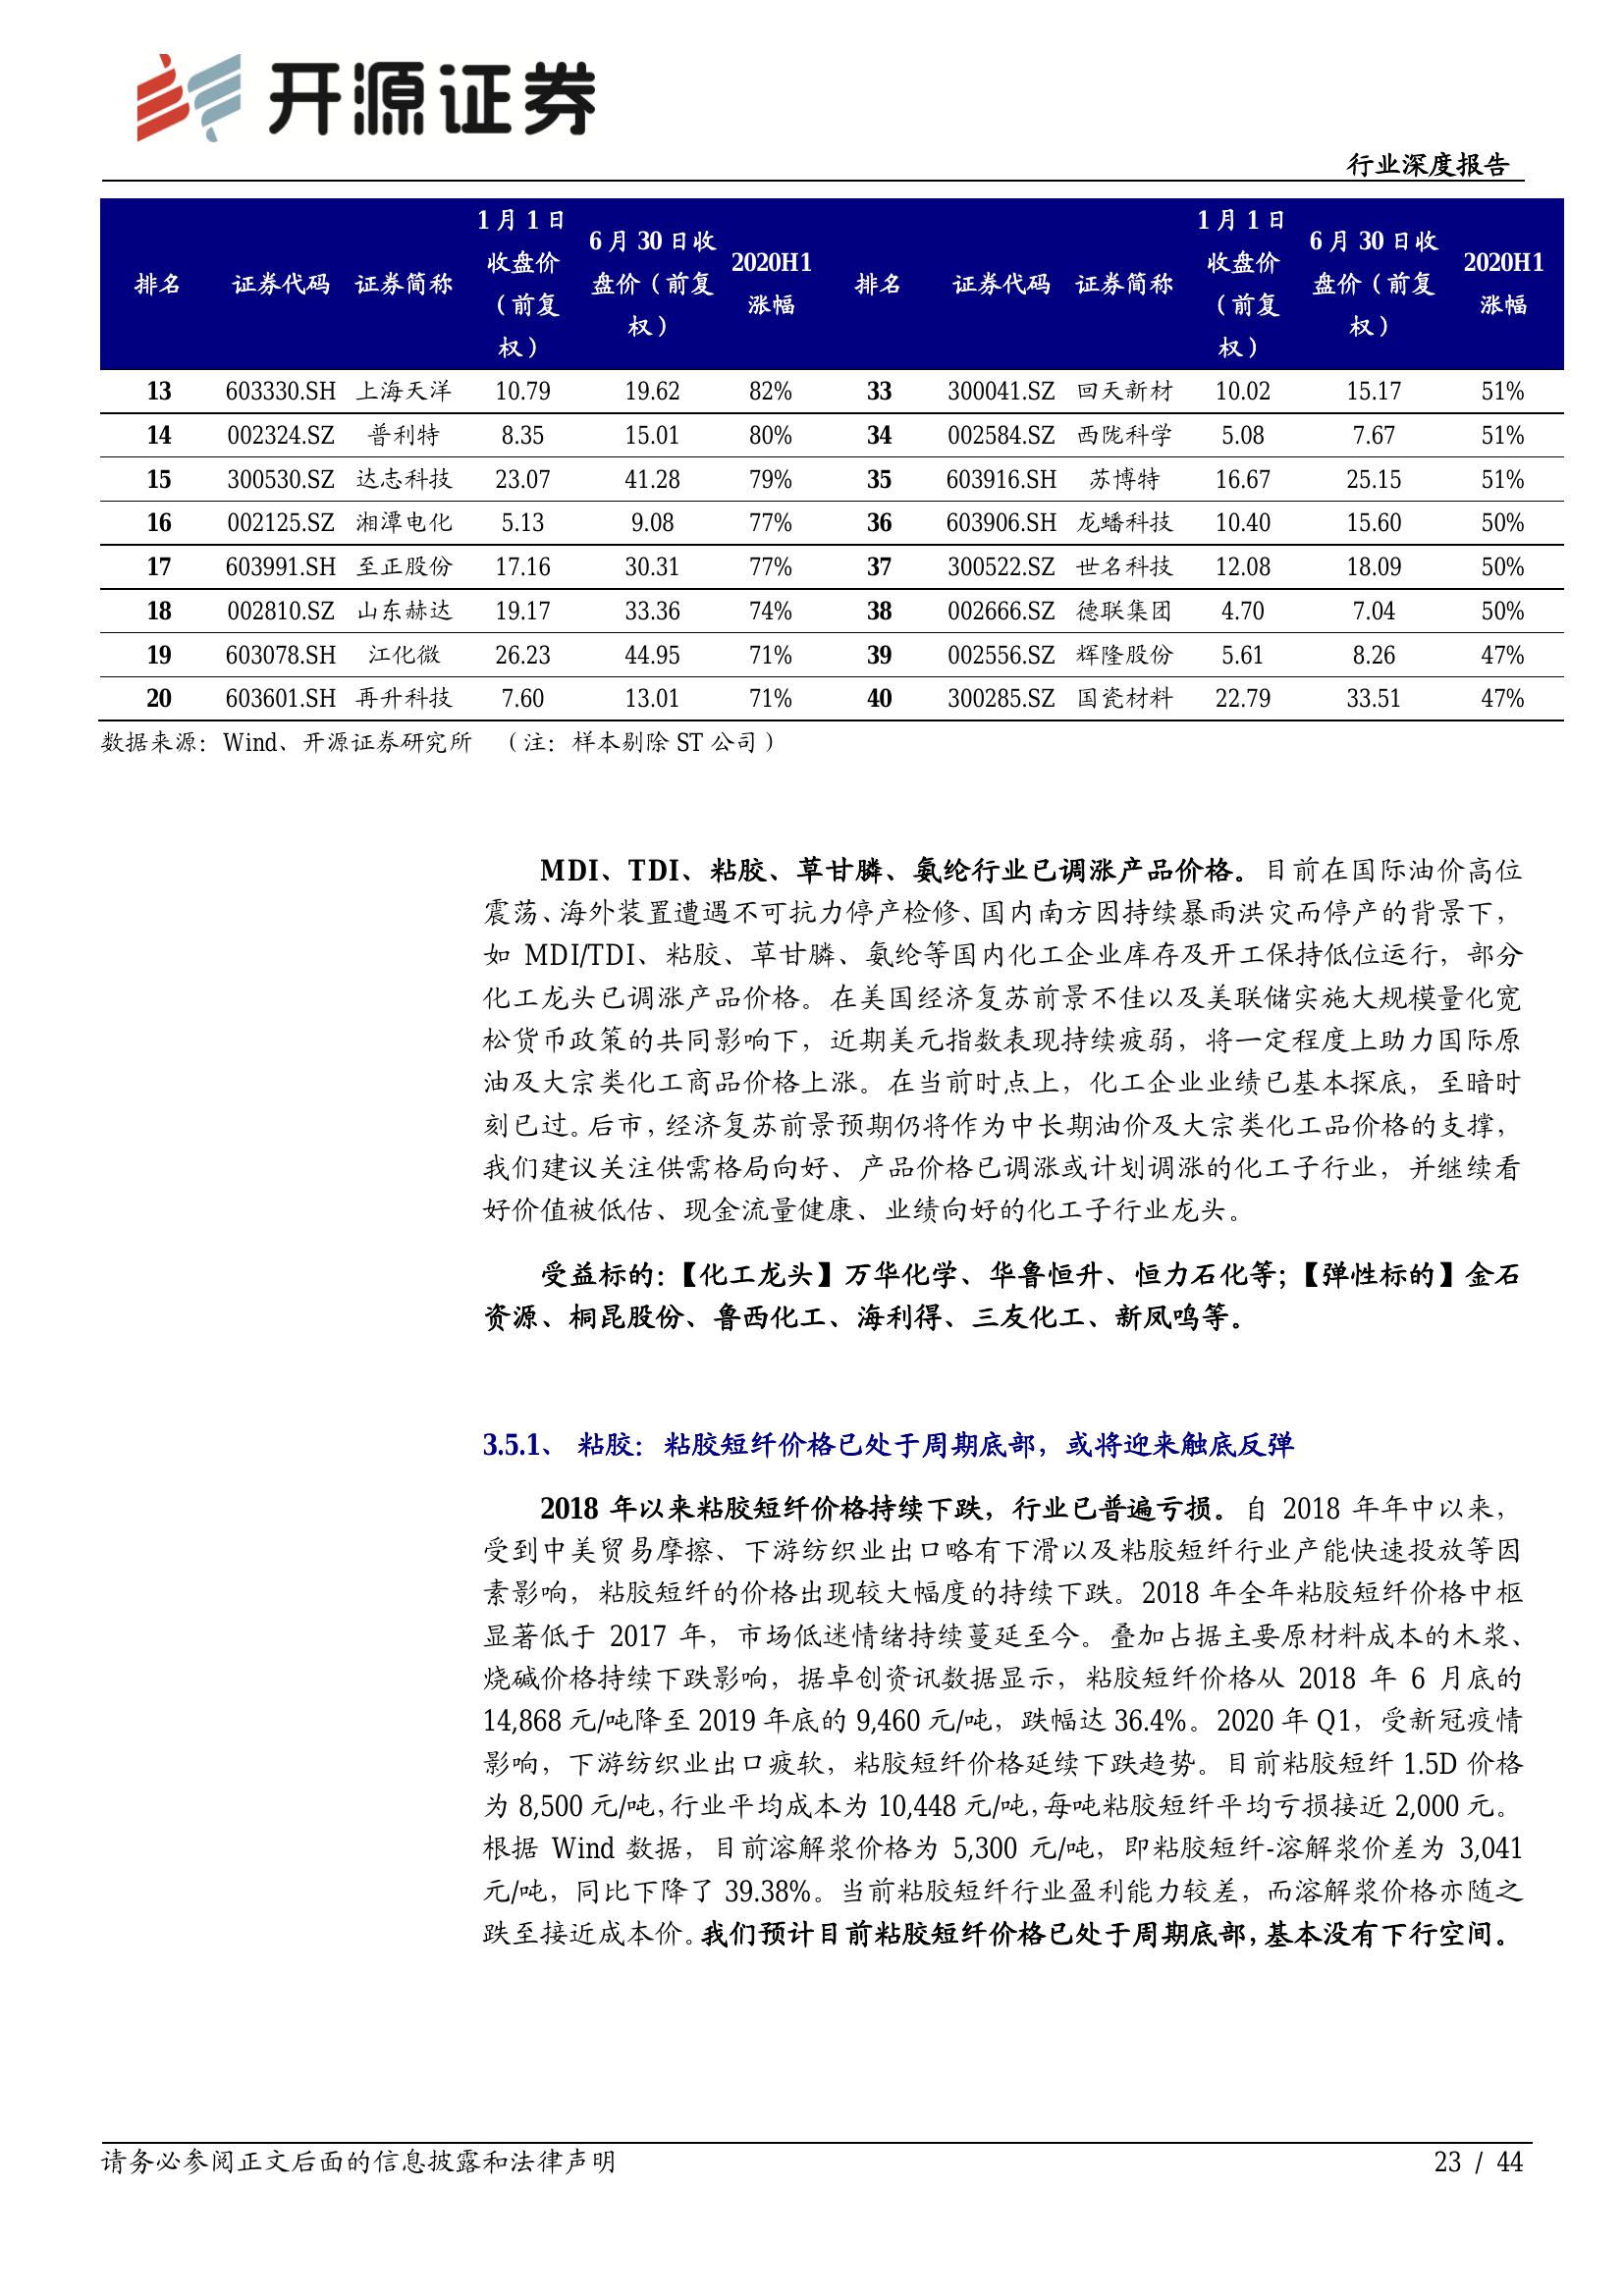 开源证券
行业深度报告
排名 证券代码 证券简称 1月1日收盘价（前复权） 6月30日收盘价（前复权） 2020H1涨幅 排名 证券代码 证券简称 1月1日收盘价（前复权） 6月30日收盘价（前复权） 2020H1涨幅
13 603330.SH 上海天洋 10.79 19.62 82% 33 300041.SZ 回天新材 10.02 15.17 51%
14 002324.SZ 普利特 8.35 15.01 80% 34 002584.SZ 西陇科学 5.08 7.67 51%
15 300530.SZ 达志科技 23.07 41.28 79% 35 603916.SH 苏博特 16.67 25.15 51%
16 002125.SZ 湘潭电化 5.13 9.08 77% 36 603906.SH 龙蟠科技 10.40 15.60 50%
17 603991.SH 至正股份 17.16 30.31 77% 37 300522.SZ 世名科技 12.08 18.09 50%
18 002810.SZ 山东赫达 19.17 33.36 74% 38 002666.SZ 德联集团 4.70 7.04 50%
19 603078.SH 江化微 26.23 44.95 71% 39 002556.SZ 辉隆股份 5.61 8.26 47%
20 603601.SH 再升科技 7.60 13.01 71% 40 300285.SZ 国瓷材料 22.79 33.51 47%
数据来源：Wind、开源证券研究所 （注：样本剔除 ST 公司）
MDI、TDI、粘胶、草甘膦、氨纶行业已调涨产品价格。目前在国际油价高位
震荡、海外装置遭遇不可抗力停产检修、国内南方因持续暴雨洪灾而停产的背景下，
如 MDI/TDI、粘胶、草甘膦、氨纶等国内化工企业库存及开工保持低位运行，部分
化工龙头已调涨产品价格。在美国经济复苏前景不佳以及美联储实施大规模量化宽
松货币政策的共同影响下，近期美元指数表现持续疲弱，将一定程度上助力国际原
油及大宗类化工商品价格上涨。在当前时点上，化工企业业绩已基本探底，至暗时
刻已过。后市，经济复苏前景预期仍将作为中长期油价及大宗类化工品价格的支撑，
我们建议关注供需格局向好、产品价格已调涨或计划调涨的化工子行业，并继续看
好价值被低估、现金流量健康、业绩向好的化工子行业龙头。
受益标的：【化工龙头】万华化学、华鲁恒升、恒力石化等；【弹性标的】金石
资源、桐昆股份、鲁西化工、海利得、三友化工、新凤鸣等。
3.5.1、 粘胶：粘胶短纤价格已处于周期底部，或将迎来触底反弹
2018 年以来粘胶短纤价格持续下跌，行业已普遍亏损。自 2018 年年中以来，
受到中美贸易摩擦、下游纺织业出口略有下滑以及粘胶短纤行业产能快速投放等因
素影响，粘胶短纤的价格出现较大幅度的持续下跌。2018 年全年粘胶短纤价格中枢
显著低于 2017 年，市场低迷情绪持续蔓延至今。叠加占据主要原材料成本的木浆、
烧碱价格持续下跌影响，据卓创资讯数据显示，粘胶短纤价格从 2018 年 6 月底的
14,868 元/吨降至 2019 年底的 9,460 元/吨，跌幅达 36.4%。2020 年 Q1，受新冠疫情
影响，下游纺织业出口疲软，粘胶短纤价格延续下跌趋势。目前粘胶短纤 1.5D 价格
为 8,500 元/吨，行业平均成本为 10,448 元/吨，每吨粘胶短纤平均亏损接近 2,000 元。
根据 Wind 数据，目前溶解浆价格为 5,300 元/吨，即粘胶短纤-溶解浆价差为 3,041
元/吨，同比下降了 39.38%。当前粘胶短纤行业盈利能力较差，而溶解浆价格亦随之
跌至接近成本价。我们预计目前粘胶短纤价格已处于周期底部，基本没有下行空间。
请务必参阅正文后面的信息披露和法律声明
23 / 44